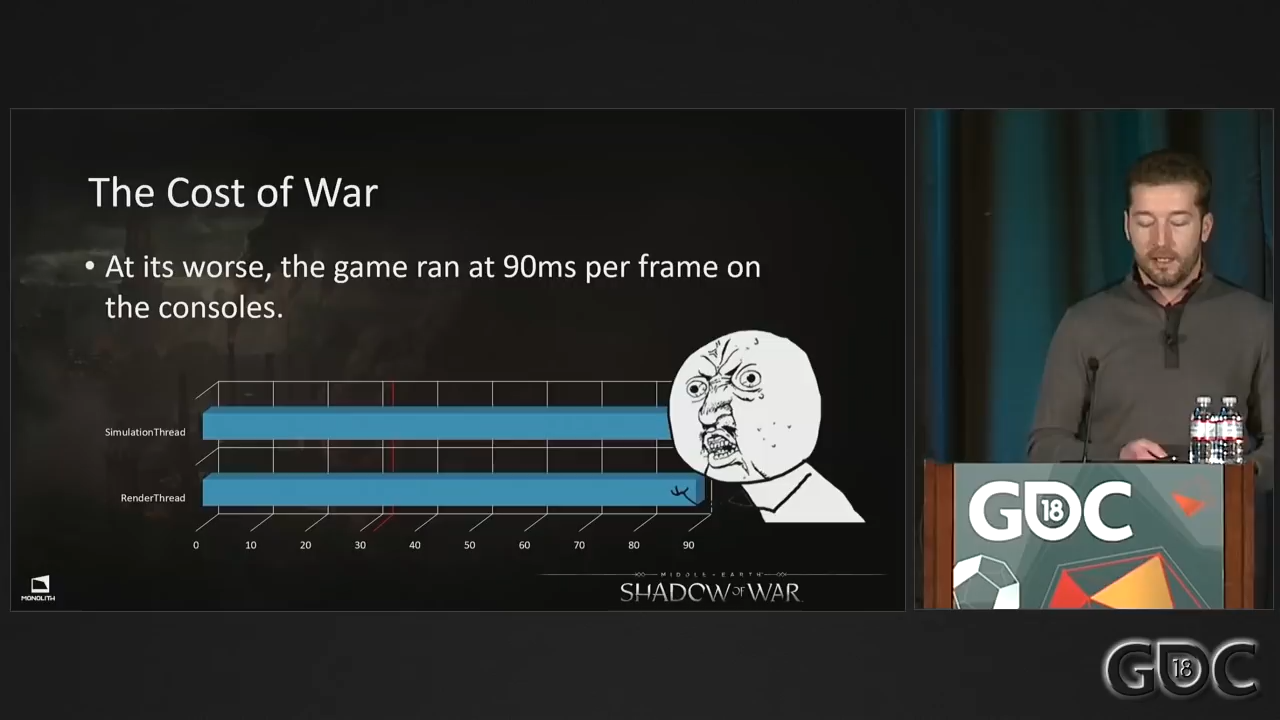 The Cost of War
• At its worse, the game ran at 90ms per frame on
the consoles.
SimulationThread
RenderThread
0 10 20 30 40 50 60 70 80 90
MONOLITH
MIDDLE-EARTH
SHADOW OF WAR
GDC 18
GDC 18